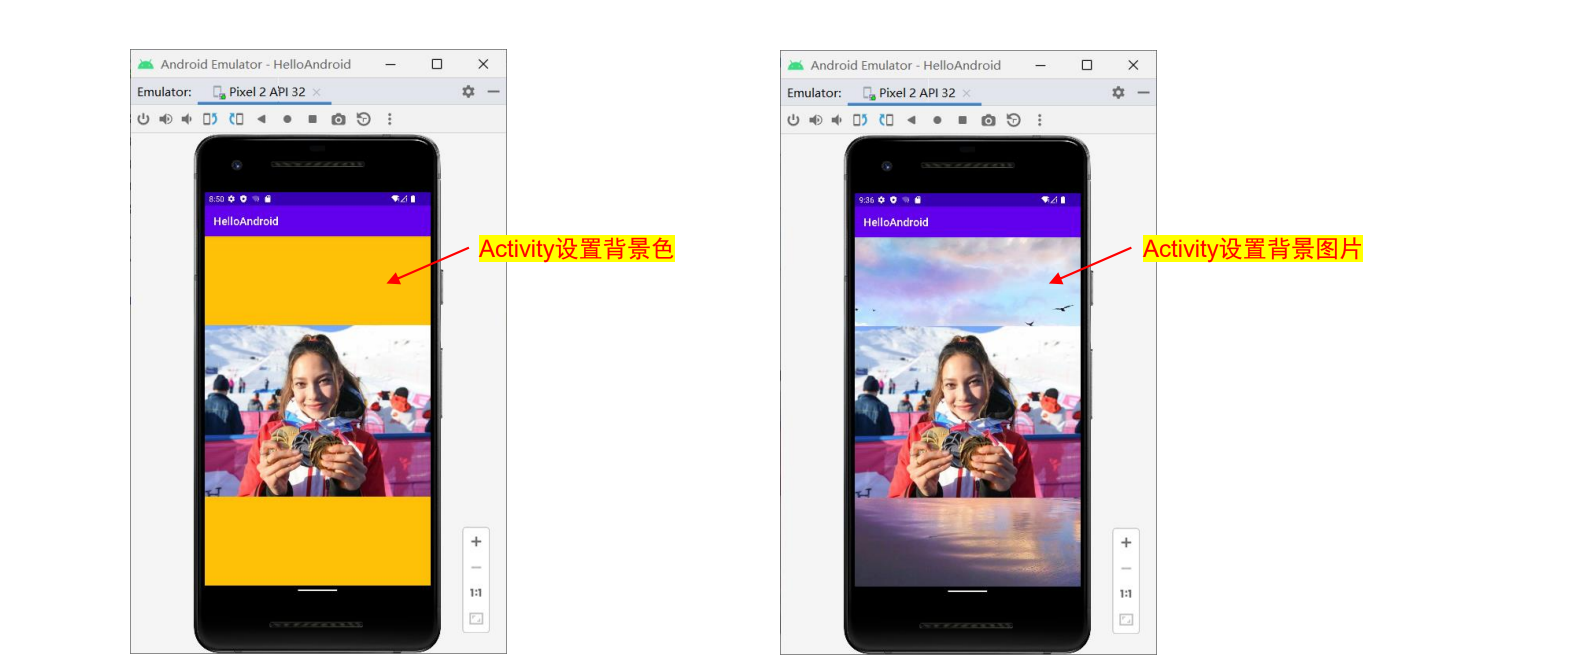 Android Emulator - HelloAndroid
Emulator: Pixel 2 API 32
8:50
HelloAndroid
Activity设置背景色
1:1
Android Emulator - HelloAndroid
Emulator: Pixel 2 API 32
9:36
HelloAndroid
Activity设置背景图片
1:1